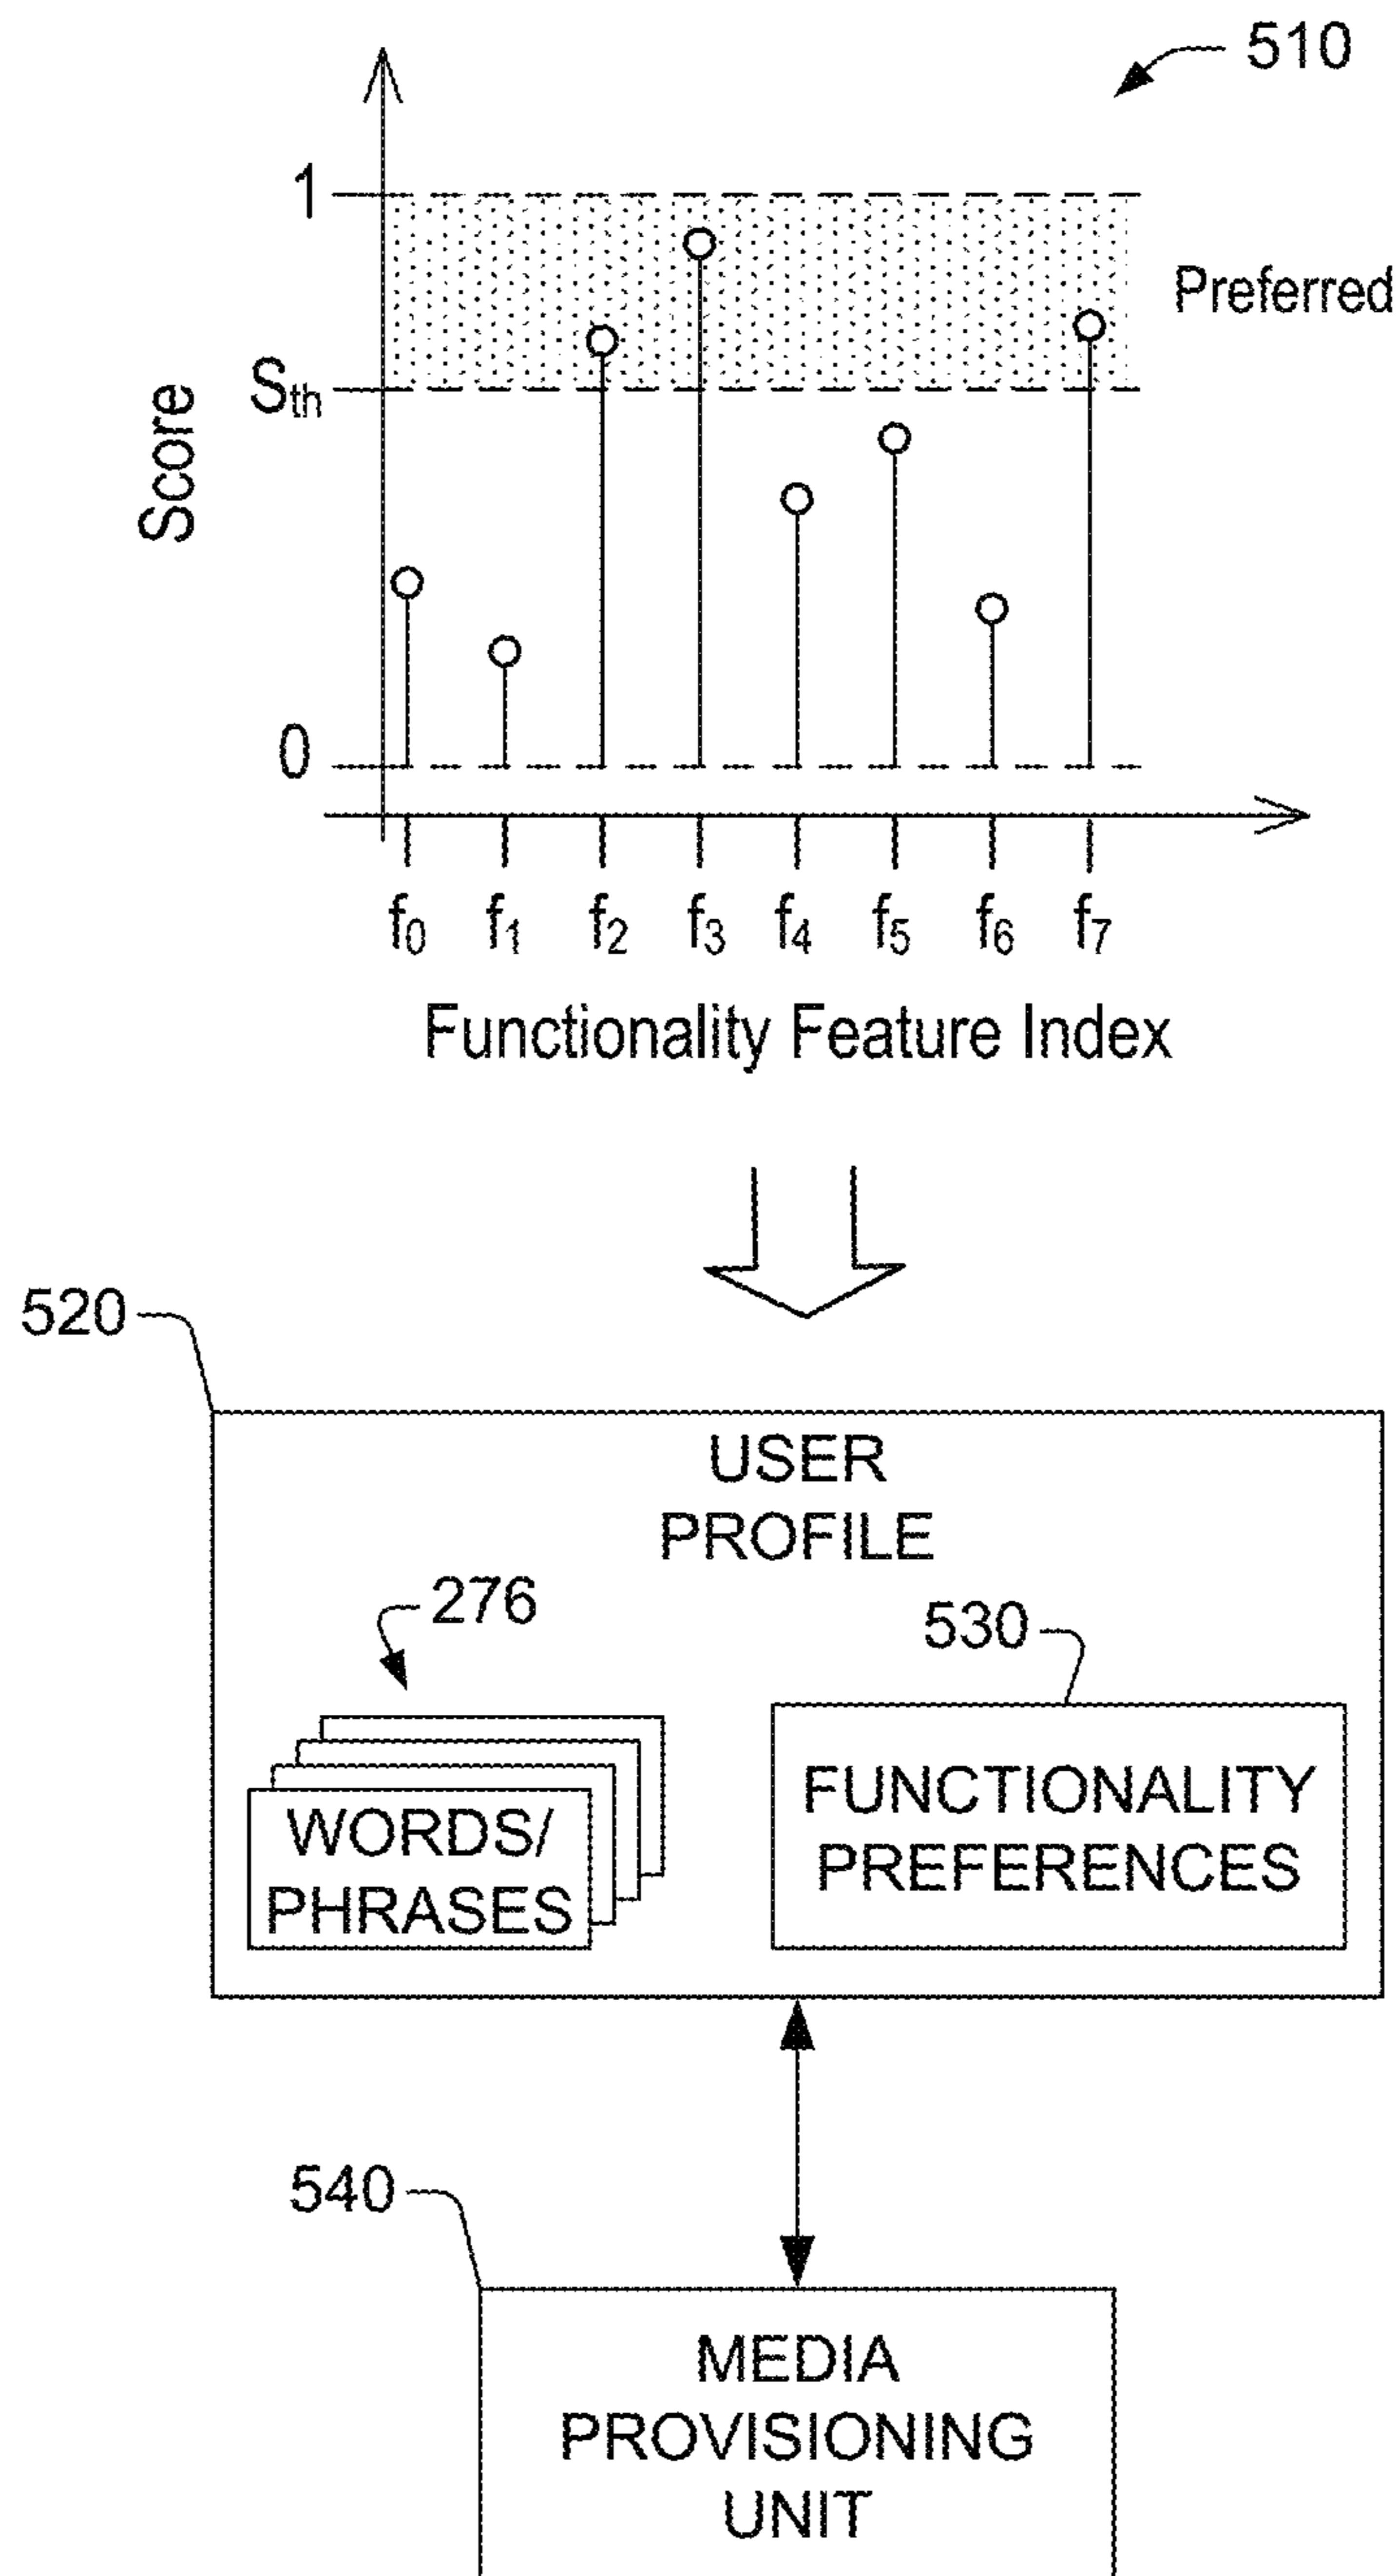 510
1
Preferred
S_th
Score
0
f₀ f₁ f₂ f₃ f₄ f₅ f₆ f₇
Functionality Feature Index
520
USER
PROFILE
276
530
WORDS/
PHRASES
FUNCTIONALITY
PREFERENCES
540
MEDIA
PROVISIONING
UNIT